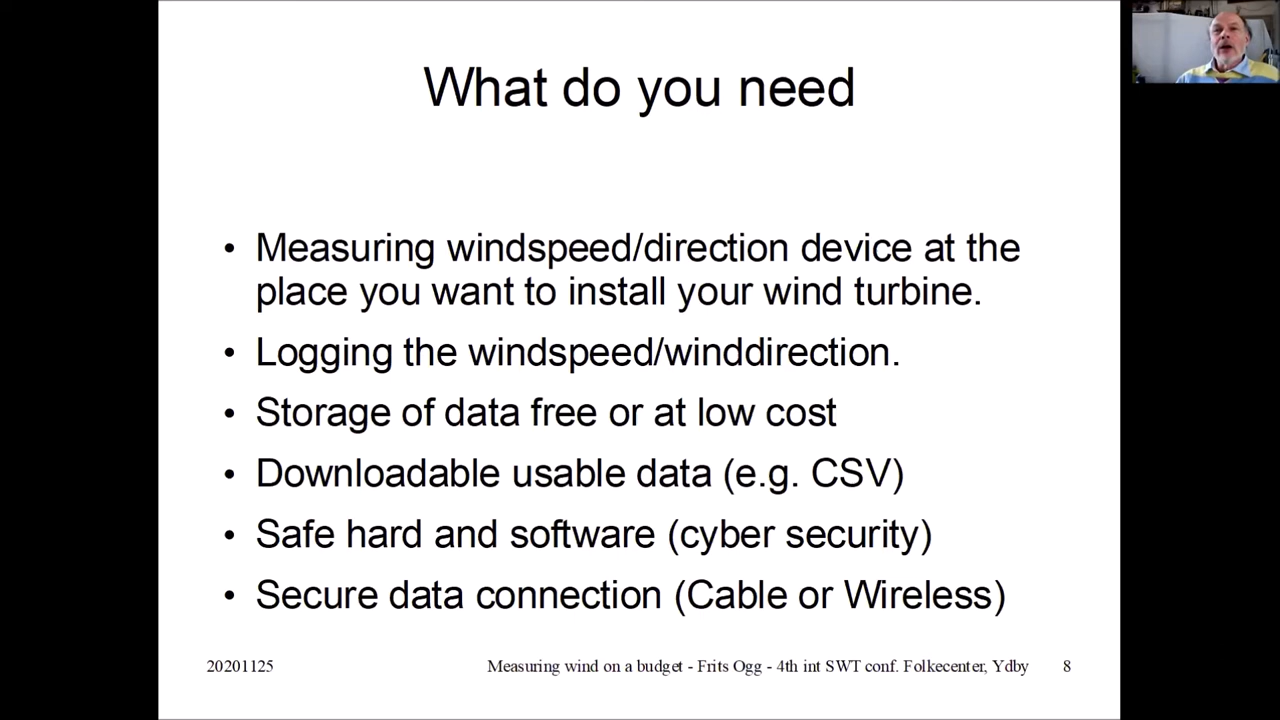 What do you need
• Measuring windspeed/direction device at the
place you want to install your wind turbine.
• Logging the windspeed/winddirection.
• Storage of data free or at low cost
• Downloadable usable data (e.g. CSV)
• Safe hard and software (cyber security)
• Secure data connection (Cable or Wireless)
20201125 Measuring wind on a budget - Frits Ogg - 4th int SWT conf. Folkecenter, Ydby 8